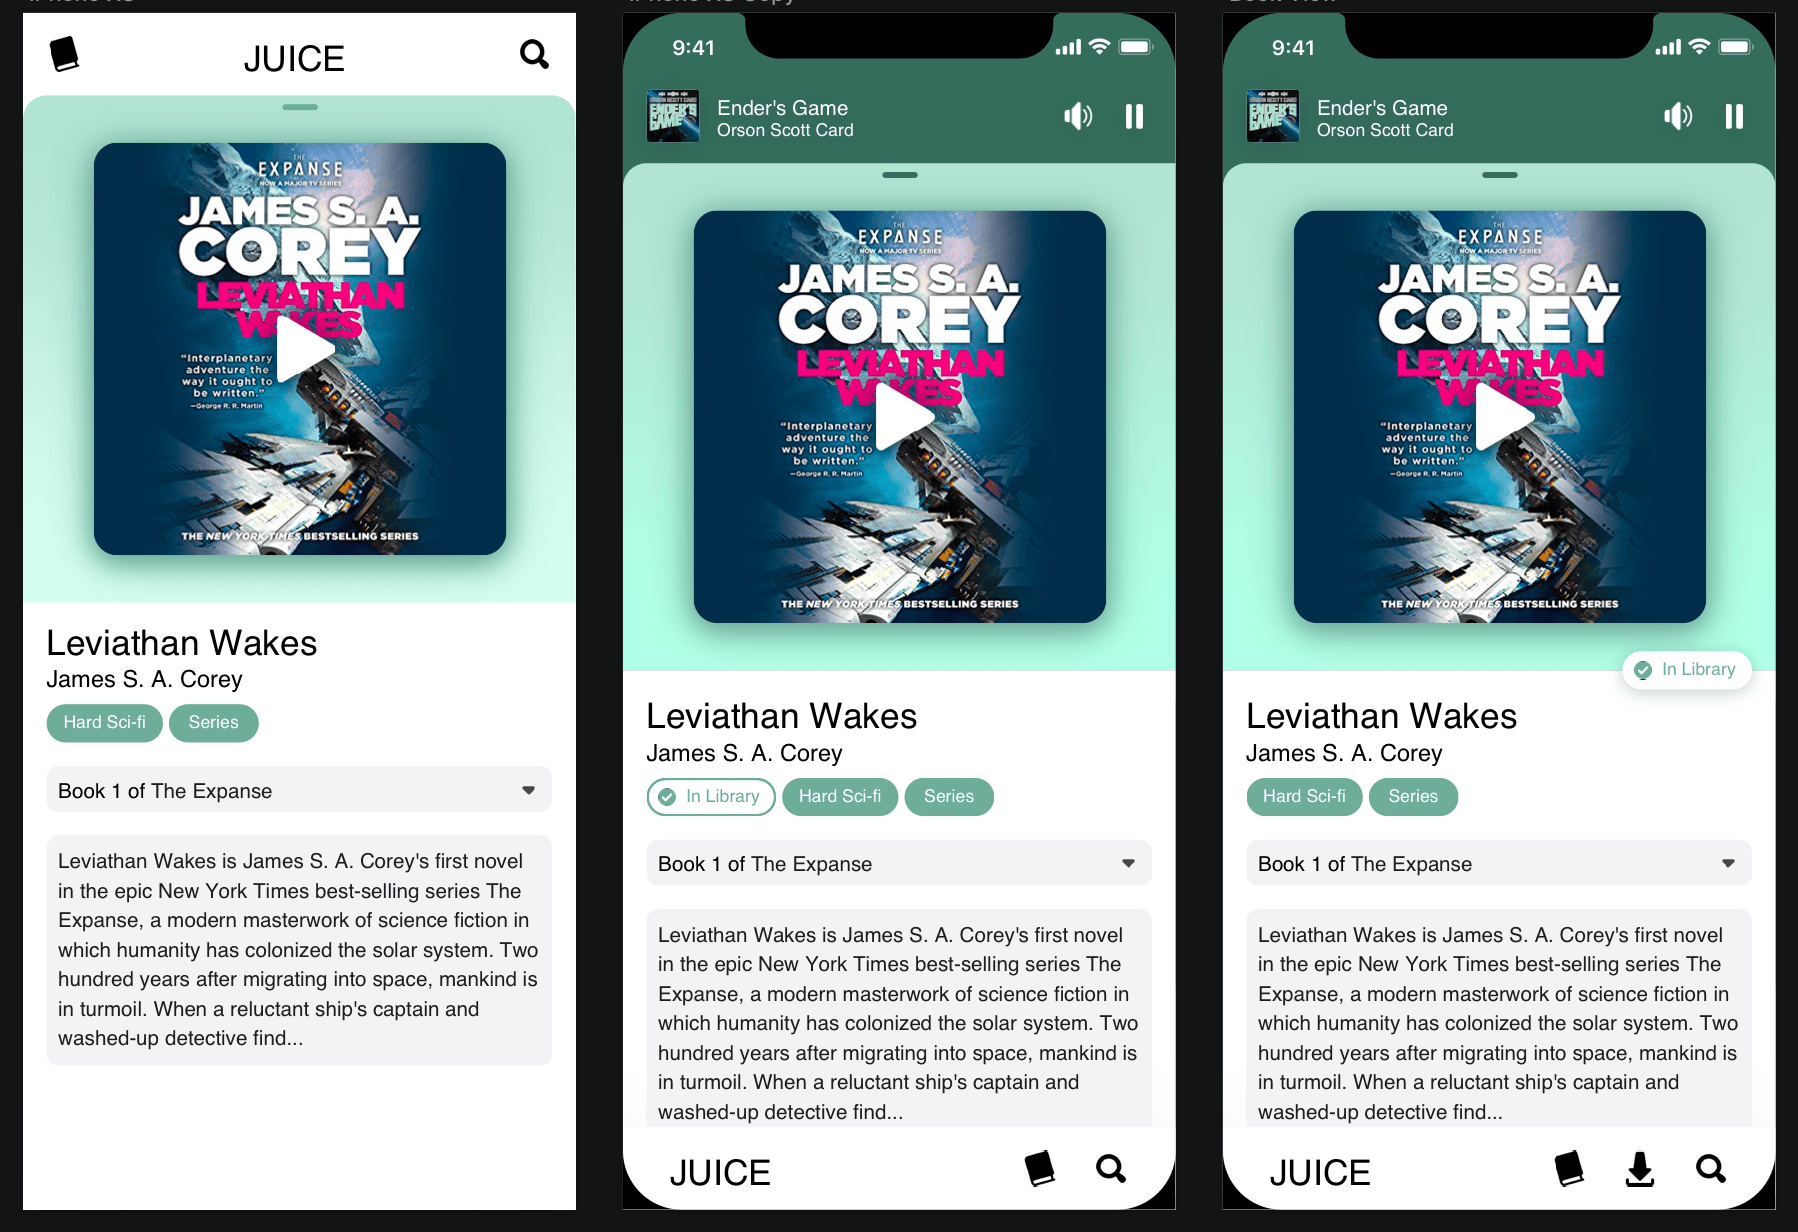 JUICE
THE
EXPANSE
NOW A MAJOR TV SERIES
JAMES S. A.
COREY
LEVIATHAN
WAKES
"Interplanetary
adventure the
way it ought to
be written."
—George R. R. Martin
THE NEW YORK TIMES BESTSELLING SERIES
Leviathan Wakes
James S. A. Corey
Hard Sci-fi
Series
Book 1 of The Expanse
Leviathan Wakes is James S. A. Corey's first novel
in the epic New York Times best-selling series The
Expanse, a modern masterwork of science fiction in
which humanity has colonized the solar system. Two
hundred years after migrating into space, mankind is
in turmoil. When a reluctant ship's captain and
washed-up detective find...
9:41
ORSON SCOTT CARD
ENDER'S
GAME
Ender's Game
Orson Scott Card
THE
EXPANSE
NOW A MAJOR TV SERIES
JAMES S. A.
COREY
LEVIATHAN
WAKES
"Interplanetary
adventure the
way it ought to
be written."
—George R. R. Martin
THE NEW YORK TIMES BESTSELLING SERIES
Leviathan Wakes
James S. A. Corey
In Library
Hard Sci-fi
Series
Book 1 of The Expanse
Leviathan Wakes is James S. A. Corey's first novel
in the epic New York Times best-selling series The
Expanse, a modern masterwork of science fiction in
which humanity has colonized the solar system. Two
hundred years after migrating into space, mankind is
in turmoil. When a reluctant ship's captain and
washed-up detective find...
JUICE
9:41
ORSON SCOTT CARD
ENDER'S
GAME
Ender's Game
Orson Scott Card
THE
EXPANSE
NOW A MAJOR TV SERIES
JAMES S. A.
COREY
LEVIATHAN
WAKES
"Interplanetary
adventure the
way it ought to
be written."
—George R. R. Martin
THE NEW YORK TIMES BESTSELLING SERIES
In Library
Leviathan Wakes
James S. A. Corey
Hard Sci-fi
Series
Book 1 of The Expanse
Leviathan Wakes is James S. A. Corey's first novel
in the epic New York Times best-selling series The
Expanse, a modern masterwork of science fiction in
which humanity has colonized the solar system. Two
hundred years after migrating into space, mankind is
in turmoil. When a reluctant ship's captain and
washed-up detective find...
JUICE